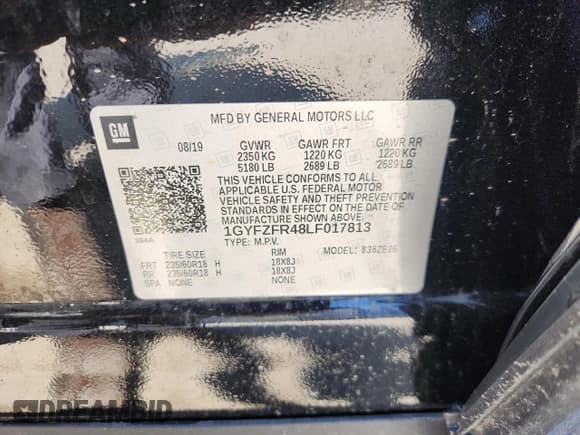 MFD BY GENERAL MOTORS LLC
GM
08/19 GVWR GAWR FRT GAWR RR
2350 KG 1220 KG 1220 KG
5180 LB 2689 LB 2689 LB
THIS VEHICLE CONFORMS TO ALL
APPLICABLE U.S. FEDERAL MOTOR
VEHICLE SAFETY AND THEFT PREVENTION
STANDARDS IN EFFECT ON THE DATE OF
MANUFACTURE SHOWN ABOVE.
1GYFZFR48LF017813
TYPE: M.P.V. MODEL:
TIRE SIZE RIM
FRT 235/60R18 H 18X8J
RR 235/60R18 H 18X8J
SPA NONE NONE
DREAMBID